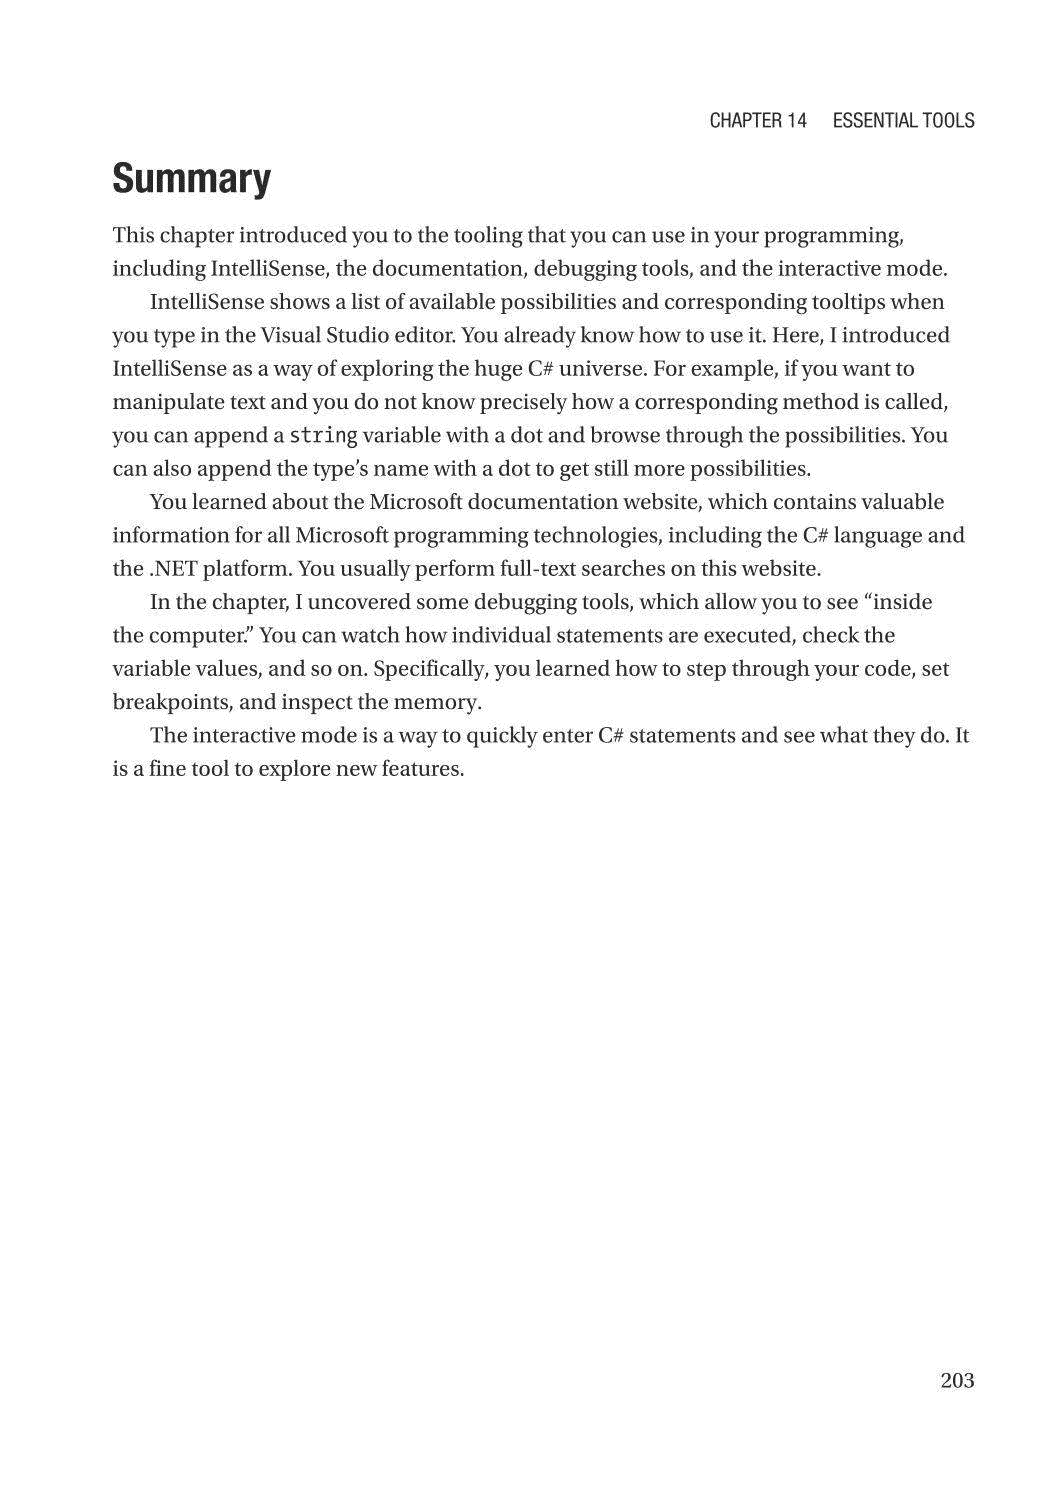 CHAPTER 14 ESSENTIAL TOOLS
Summary
This chapter introduced you to the tooling that you can use in your programming,
including IntelliSense, the documentation, debugging tools, and the interactive mode.
IntelliSense shows a list of available possibilities and corresponding tooltips when
you type in the Visual Studio editor. You already know how to use it. Here, I introduced
IntelliSense as a way of exploring the huge C# universe. For example, if you want to
manipulate text and you do not know precisely how a corresponding method is called,
you can append a string variable with a dot and browse through the possibilities. You
can also append the type’s name with a dot to get still more possibilities.
You learned about the Microsoft documentation website, which contains valuable
information for all Microsoft programming technologies, including the C# language and
the .NET platform. You usually perform full-text searches on this website.
In the chapter, I uncovered some debugging tools, which allow you to see “inside
the computer.” You can watch how individual statements are executed, check the
variable values, and so on. Specifically, you learned how to step through your code, set
breakpoints, and inspect the memory.
The interactive mode is a way to quickly enter C# statements and see what they do. It
is a fine tool to explore new features.
203